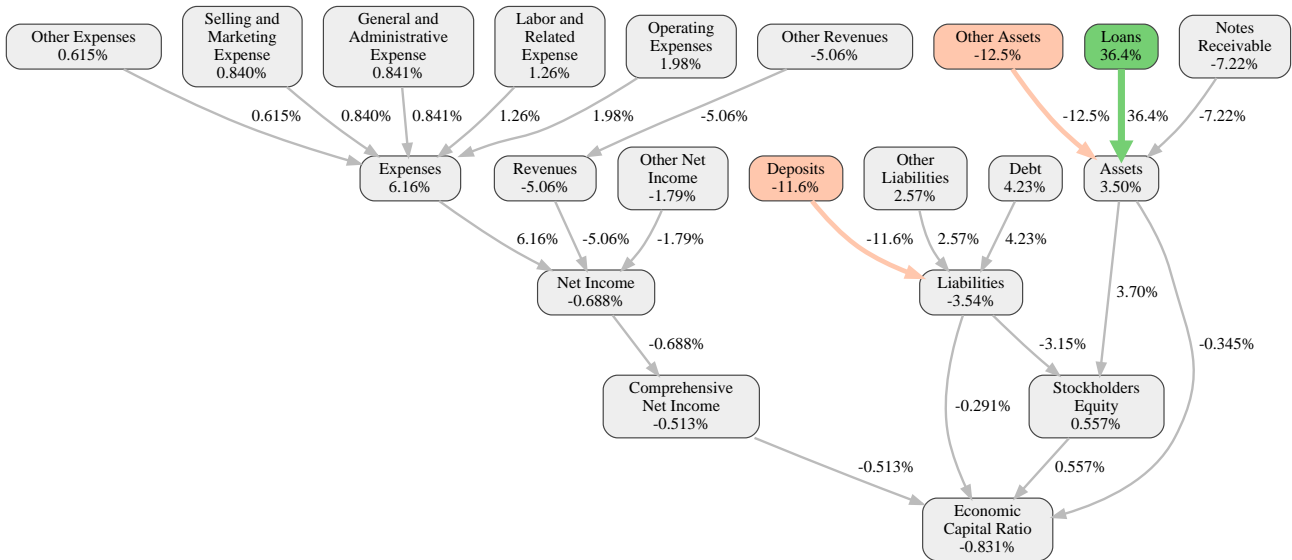 Other Expenses
0.615%
Selling and
Marketing
Expense
0.840%
General and
Administrative
Expense
0.841%
Labor and
Related
Expense
1.26%
Operating
Expenses
1.98%
Other Revenues
-5.06%
Other Assets
-12.5%
Loans
36.4%
Notes
Receivable
-7.22%
0.615%
0.840%
0.841%
1.26%
1.98%
-5.06%
-12.5%
36.4%
-7.22%
Expenses
6.16%
Revenues
-5.06%
Other Net
Income
-1.79%
Deposits
-11.6%
Other
Liabilities
2.57%
Debt
4.23%
Assets
3.50%
6.16%
-5.06%
-1.79%
-11.6%
2.57%
4.23%
Net Income
-0.688%
Liabilities
-3.54%
3.70%
-0.688%
-3.15%
-0.345%
Comprehensive
Net Income
-0.513%
-0.291%
Stockholders
Equity
0.557%
-0.513%
0.557%
Economic
Capital Ratio
-0.831%